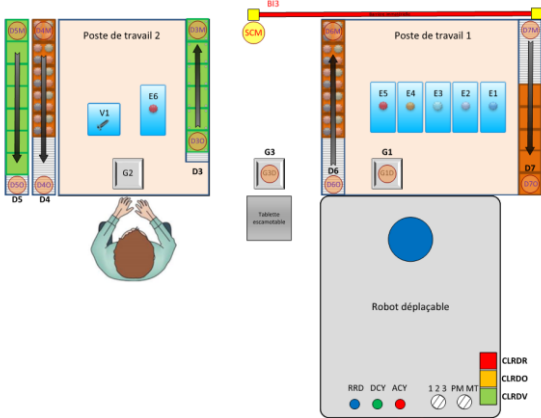 BI3
D5M
D4M
Poste de travail 2
D3M
SCM
D6M
Poste de travail 1
D7M
V1
E6
E5
E4
E3
E2
E1
D3O
G2
D3
G3
G3O
G1
G1O
D6
D7
D5O
D4O
D6O
D7O
D5
D4
Tablette
escamotable
Robot déplaçable
CLRDR
CLRDO
CLRDV
RRD
DCY
ACY
1 2 3
PM MT